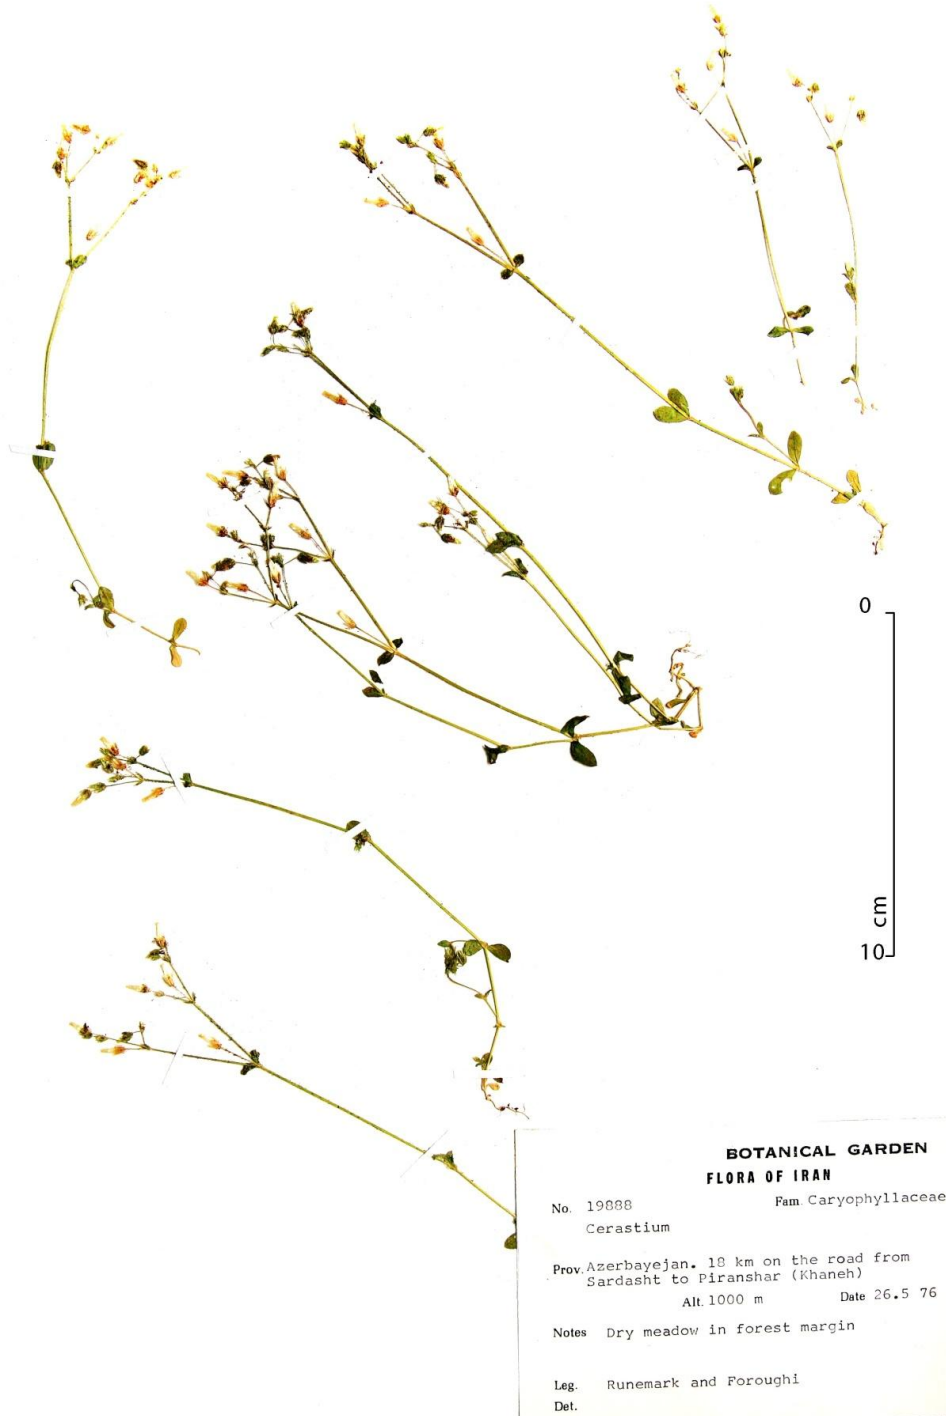 0
cm
10
BOTANICAL GARDEN
FLORA OF IRAN
No. 19888 Fam. Caryophyllaceae
Cerastium
Prov. Azerbayejan. 18 km on the road from
Sardasht to Piranshar (Khaneh)
Alt. 1000 m Date 26.5 76
Notes Dry meadow in forest margin
Leg. Runemark and Foroughi
Det.